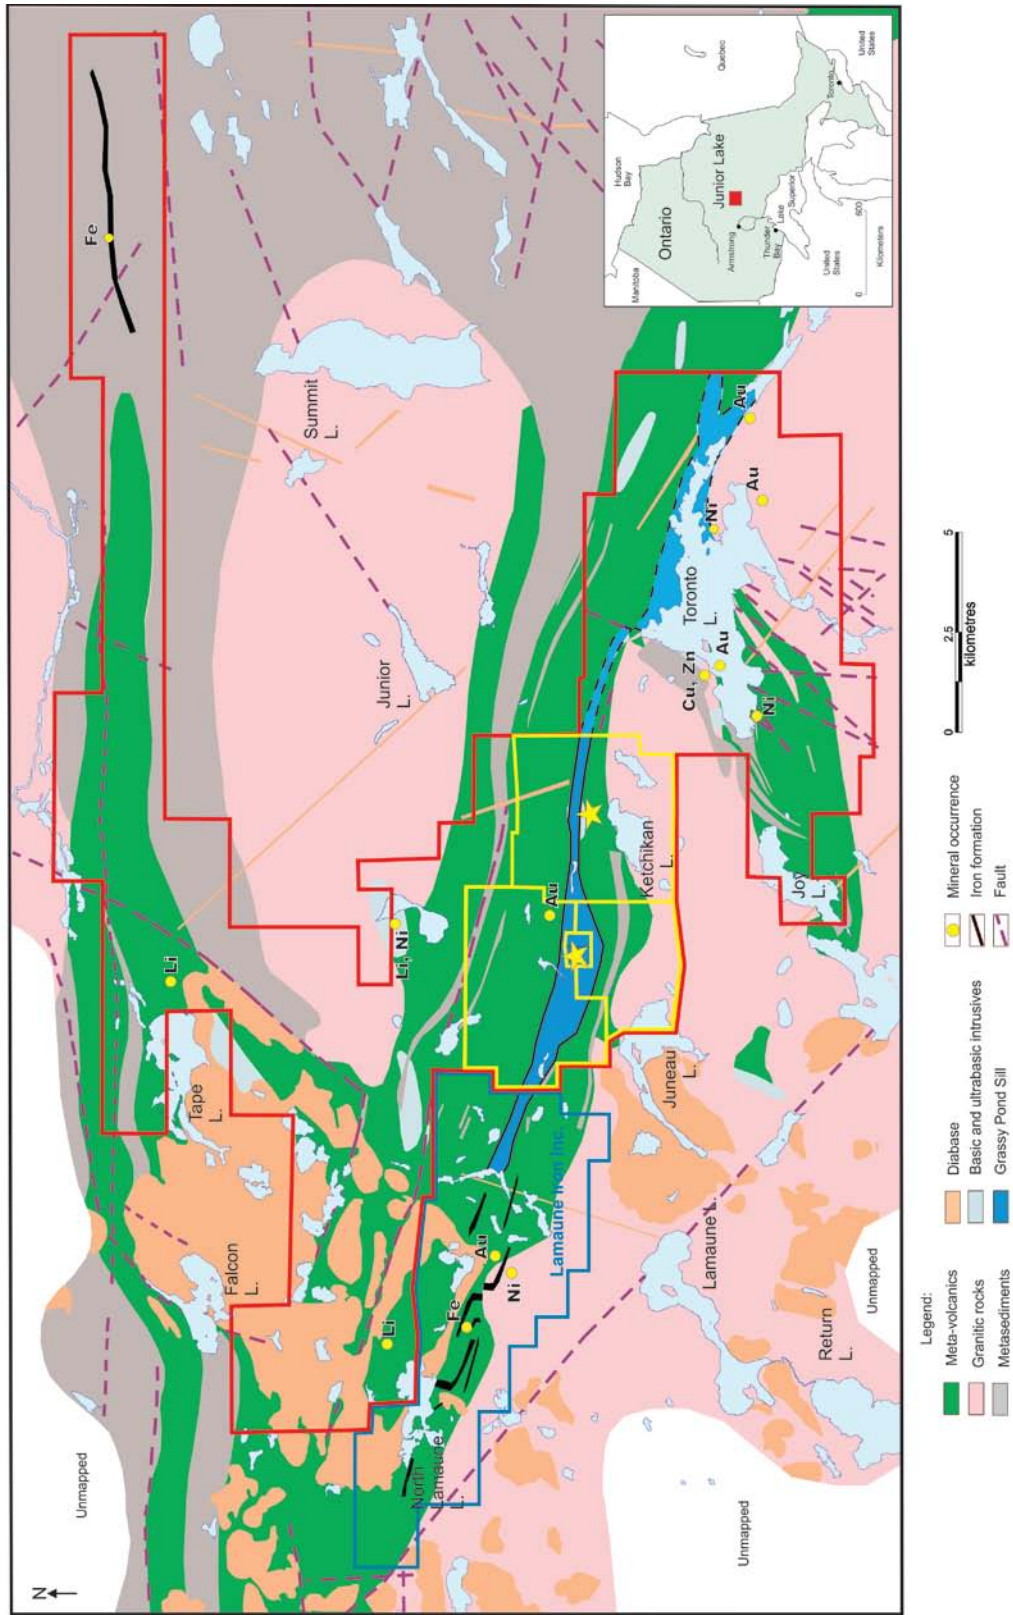 N
Unmapped
Fe
Li
Tape
L.
Falcon
L.
Summit
L.
Junior
L.
Li, Ni
Li
North
Lamaune
L.
Fe
Au
Ni
Lamaune Iron Inc.
Au
Juneau
L.
Ketchikan
L.
Cu, Zn
Au
Ni
Toronto
L.
Ni
Au
Au
Joy
L.
Lamaune L.
Return
L.
Unmapped
Unmapped
Manitoba
Hudson
Bay
Quebec
Ontario
Junior Lake
Armstrong
Thunder
Bay
Lake
Superior
United
States
Toronto
United
States
0
600
Kilometers
Legend:
Meta-volcanics
Granitic rocks
Metasediments
Diabase
Basic and ultrabasic intrusives
Grassy Pond Sill
Mineral occurrence
Iron formation
Fault
0
2.5
5
kilometres